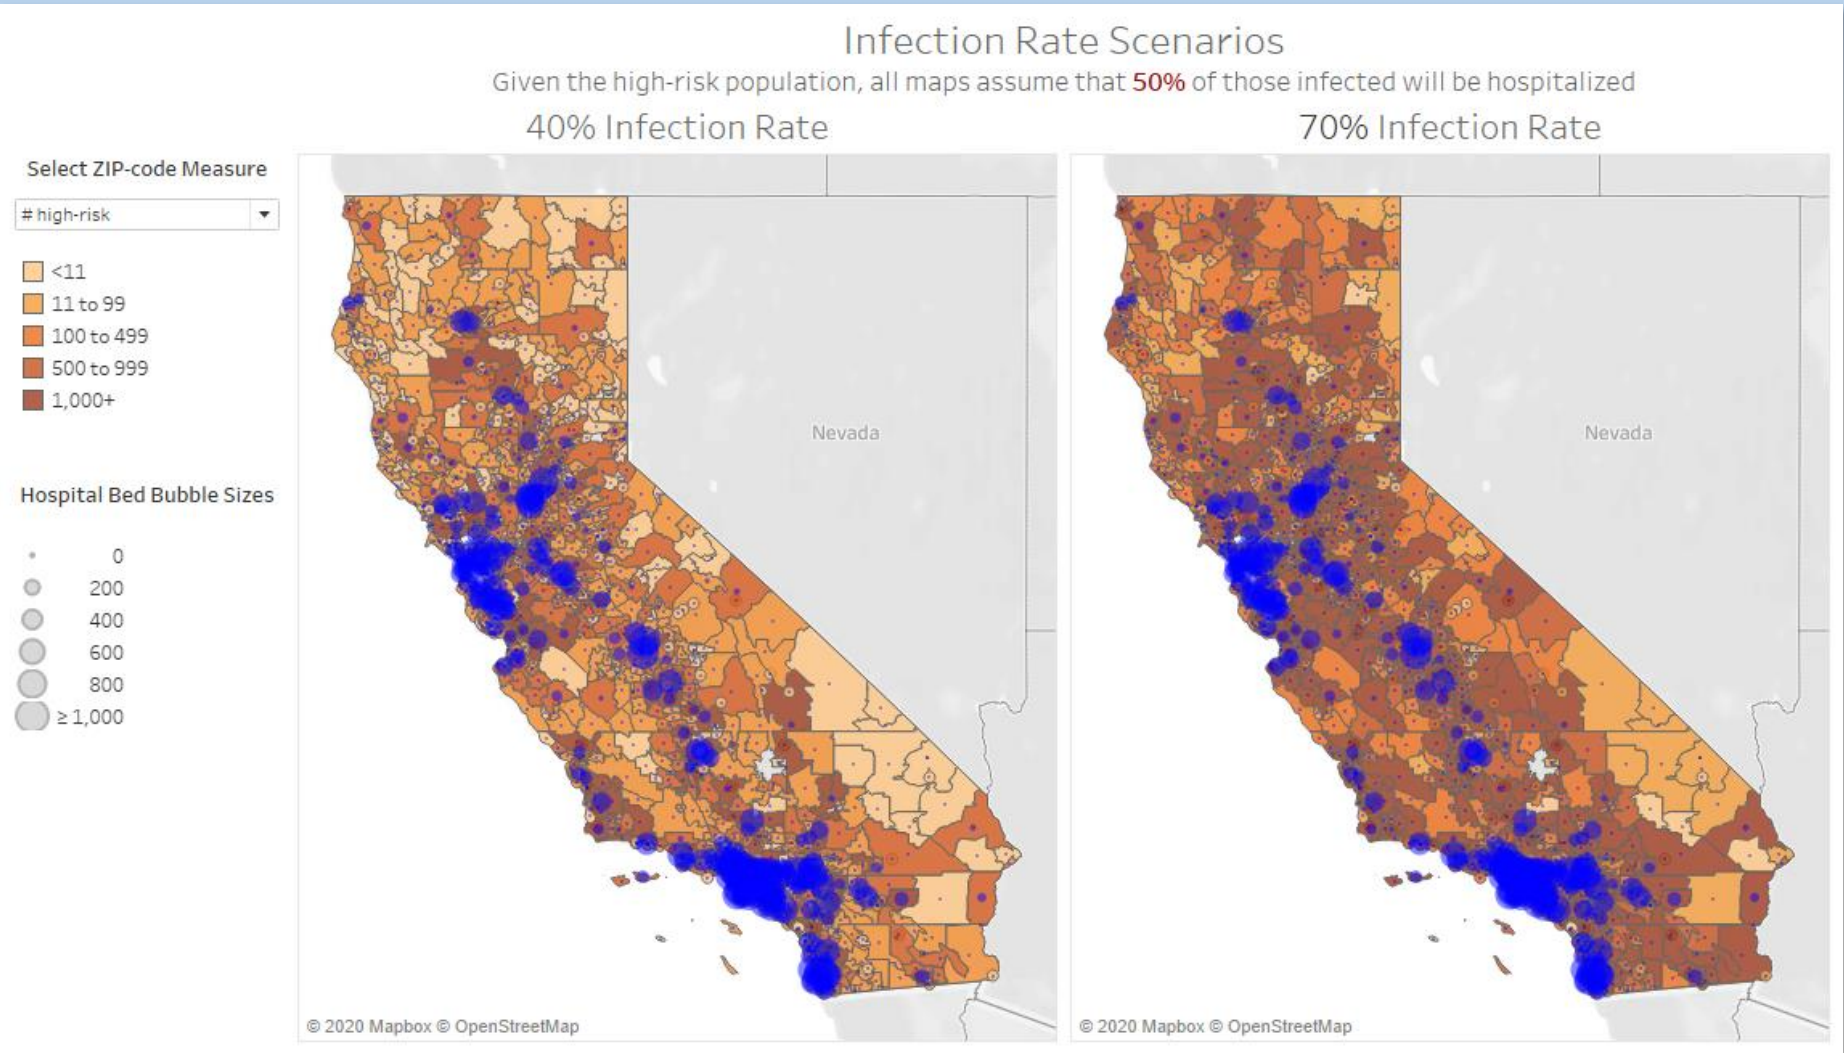 Infection Rate Scenarios
Given the high-risk population, all maps assume that 50% of those infected will be hospitalized
40% Infection Rate
70% Infection Rate
Select ZIP-code Measure
# high-risk
<11
11 to 99
100 to 499
500 to 999
1,000+
Hospital Bed Bubble Sizes
0
200
400
600
800
≥ 1,000
Nevada
Nevada
© 2020 Mapbox © OpenStreetMap
© 2020 Mapbox © OpenStreetMap